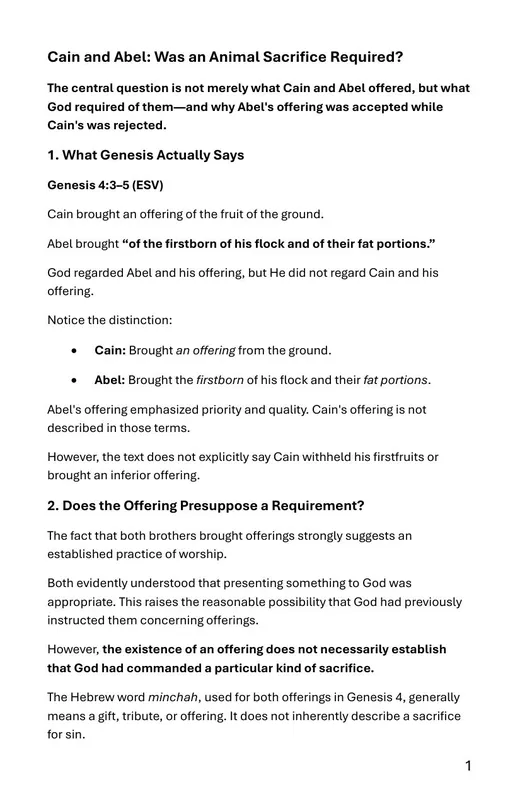 Cain and Abel: Was an Animal Sacrifice Required?
The central question is not merely what Cain and Abel offered, but what
God required of them—and why Abel's offering was accepted while
Cain's was rejected.
1. What Genesis Actually Says
Genesis 4:3–5 (ESV)
Cain brought an offering of the fruit of the ground.
Abel brought “of the firstborn of his flock and of their fat portions.”
God regarded Abel and his offering, but He did not regard Cain and his
offering.
Notice the distinction:
• Cain: Brought an offering from the ground.
• Abel: Brought the firstborn of his flock and their fat portions.
Abel's offering emphasized priority and quality. Cain's offering is not
described in those terms.
However, the text does not explicitly say Cain withheld his firstfruits or
brought an inferior offering.
2. Does the Offering Presuppose a Requirement?
The fact that both brothers brought offerings strongly suggests an
established practice of worship.
Both evidently understood that presenting something to God was
appropriate. This raises the reasonable possibility that God had previously
instructed them concerning offerings.
However, the existence of an offering does not necessarily establish
that God had commanded a particular kind of sacrifice.
The Hebrew word minchah, used for both offerings in Genesis 4, generally
means a gift, tribute, or offering. It does not inherently describe a sacrifice
for sin.
1